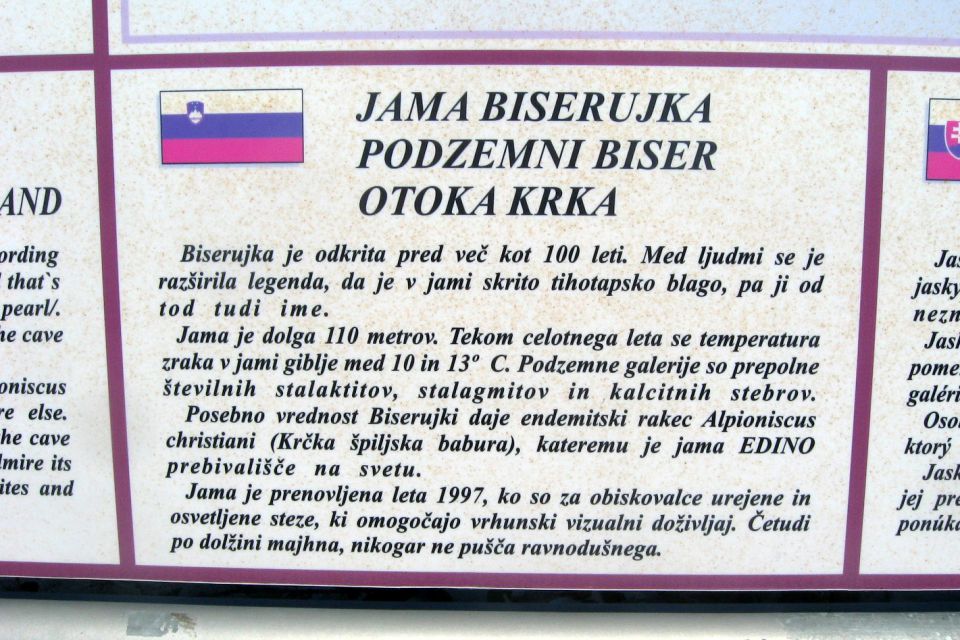 AND
ording
that`s
pearl/.
he cave
oniscus
re else.
he cave
lmire its
ites and
JAMA BISERUJKA
PODZEMNI BISER
OTOKA KRKA
Biserujka je odkrita pred več kot 100 leti. Med ljudmi se je
razširila legenda, da je v jami skrito tihotapsko blago, pa ji od
tod tudi ime.
Jama je dolga 110 metrov. Tekom celotnega leta se temperatura
zraka v jami giblje med 10 in 13º C. Podzemne galerije so prepolne
številnih stalaktitov, stalagmitov in kalcitnih stebrov.
Posebno vrednost Biserujki daje endemitski rakec Alpioniscus
christiani (Krčka špiljska babura), kateremu je jama EDINO
prebivališče na svetu.
Jama je prenovljena leta 1997, ko so za obiskovalce urejene in
osvetljene steze, ki omogočajo vrhunski vizualni doživljaj. Četudi
po dolžini majhna, nikogar ne pušča ravnodušnega.
Jas
jasky
nezn
Jask
pomer
galéri
Osob
ktorý
Jask
jej pre
ponúka